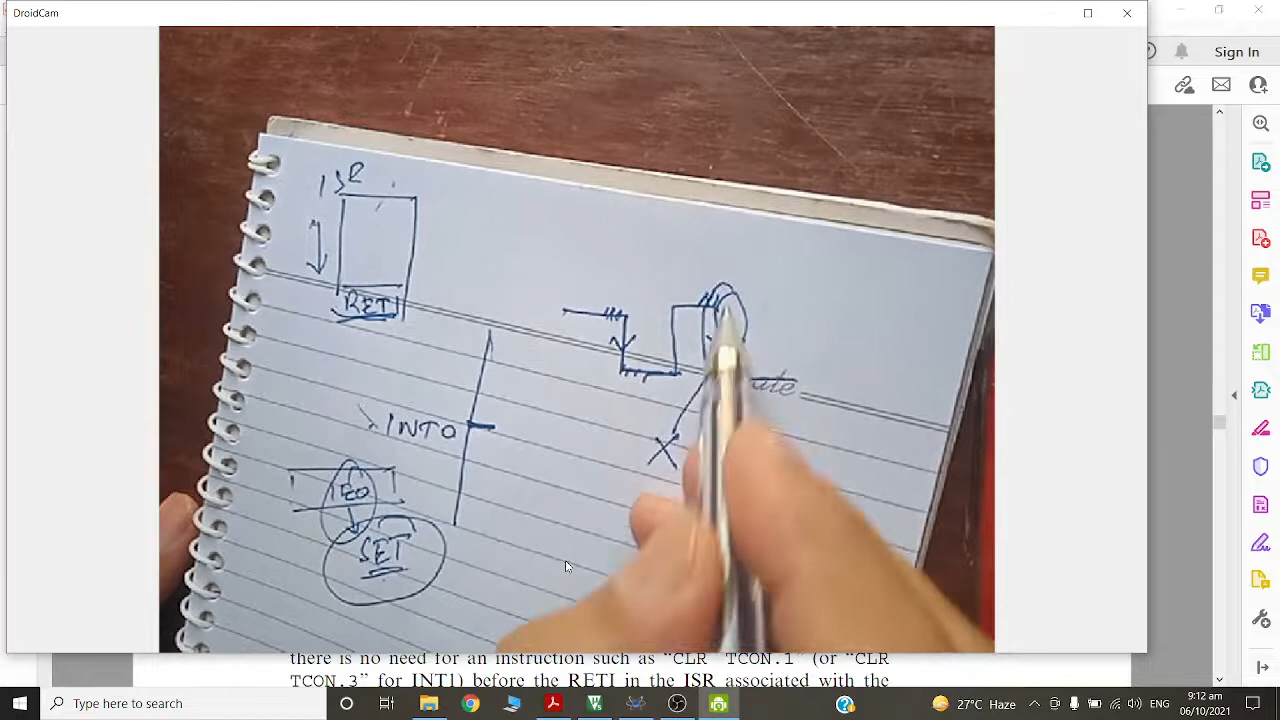 DroidCam
Sign In
ISR
RETI
INTO
IE0
SET
X
there is no need for an instruction such as “CLR TCON.1” (or “CLR
TCON.3” for INT1) before the RETI in the ISR associated with the
Type here to search
27°C Haze
ENG
9:12 am
06/10/2021